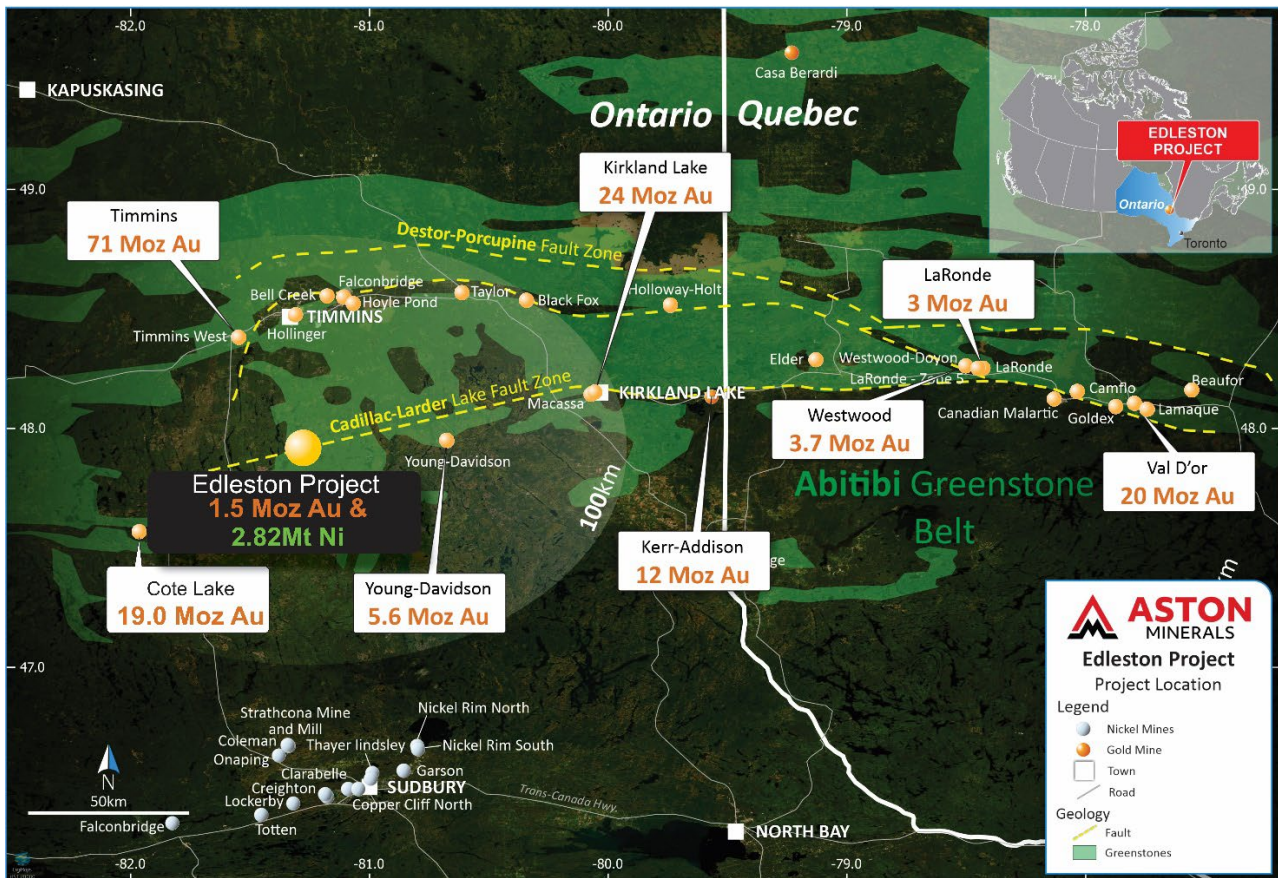 -82.0
-81.0
-80.0
-79.0
-78.0
Casa Berardi
KAPUSKASING
Ontario
Quebec
EDLESTON
PROJECT
Ontario
Toronto
49.0
49.0
Kirkland Lake
24 Moz Au
Timmins
71 Moz Au
Destor-Porcupine Fault Zone
Falconbridge
Bell Creek
Hoyle Pond
Taylor
Black Fox
Holloway-Holt
LaRonde
3 Moz Au
TIMMINS
Hollinger
Timmins West
Elder
Westwood-Doyon
LaRonde
LaRonde - Zone 5
Cadillac-Larder Lake Fault Zone
Macassa
KIRKLAND LAKE
Camflo
Beaufor
Canadian Malartic
Goldex
Lamaque
48.0
48.0
Westwood
3.7 Moz Au
Young-Davidson
100km
Val D'or
20 Moz Au
Edleston Project
1.5 Moz Au &
2.82Mt Ni
Abitibi Greenstone
Belt
Cote Lake
19.0 Moz Au
Young-Davidson
5.6 Moz Au
Kerr-Addison
12 Moz Au
47.0
Nickel Rim North
Strathcona Mine
and Mill
Coleman
Thayer lindsley
Nickel Rim South
Onaping
Clarabelle
Garson
Creighton
SUDBURY
Lockerby
Copper Cliff North
Totten
Falconbridge
N
50km
Trans-Canada Hwy.
NORTH BAY
ASTON
MINERALS
Edleston Project
Project Location
Legend
Nickel Mines
Gold Mine
Town
Road
Geology
Fault
Greenstones
-82.0
-81.0
-80.0
-79.0
-78.0